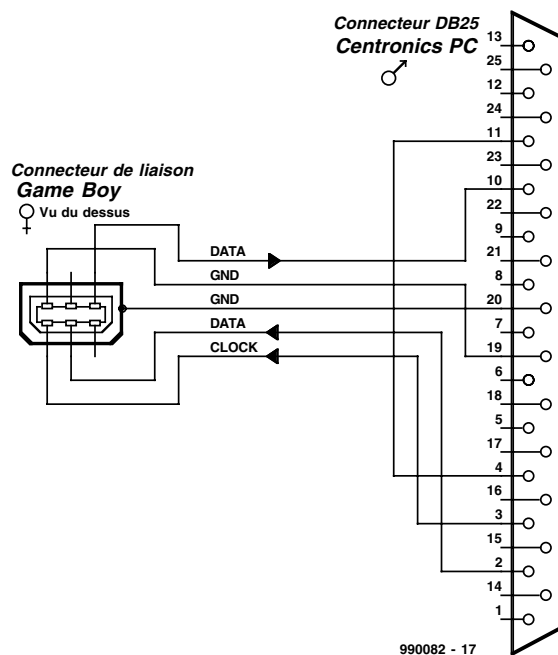 Connecteur DB25
Centronics PC
Connecteur de liaison
Game Boy
Vu du dessus
DATA
GND
GND
DATA
CLOCK
13
25
12
24
11
23
10
22
9
21
8
20
7
19
6
18
5
17
4
16
3
15
2
14
1
990082 - 17